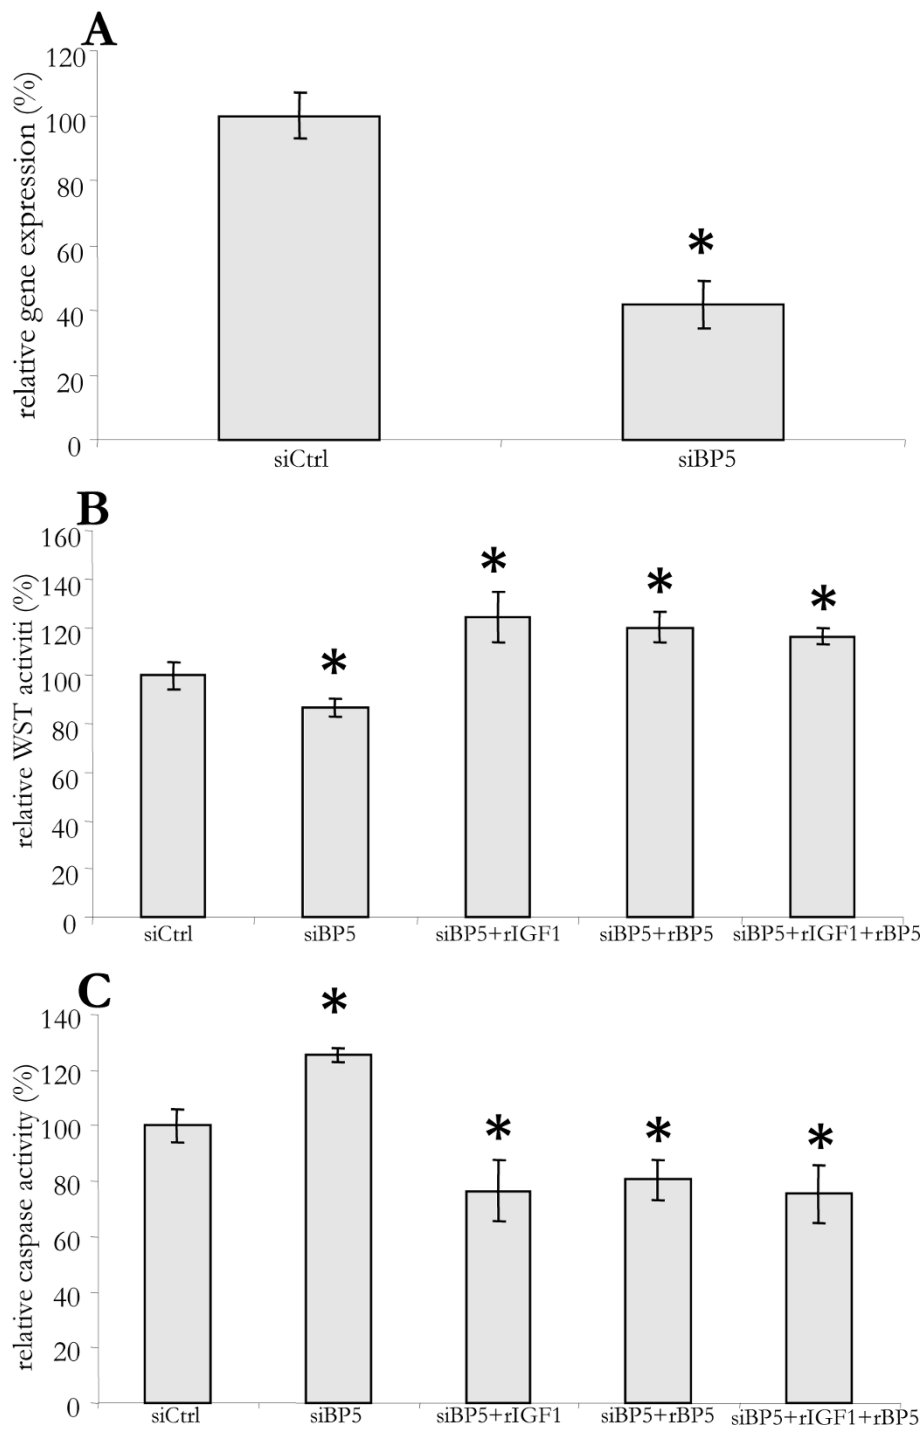 A
relative gene expression (%)
120
100
80
60
40
20
0
*
siCtrl siBP5
B
relative WST activiti (%)
160
140
120
100
80
60
40
20
0
* * * *
siCtrl siBP5 siBP5+rIGF1 siBP5+rBP5 siBP5+rIGF1+rBP5
C
relative caspase activity (%)
140
120
100
80
60
40
20
0
* * * *
siCtrl siBP5 siBP5+rIGF1 siBP5+rBP5 siBP5+rIGF1+rBP5